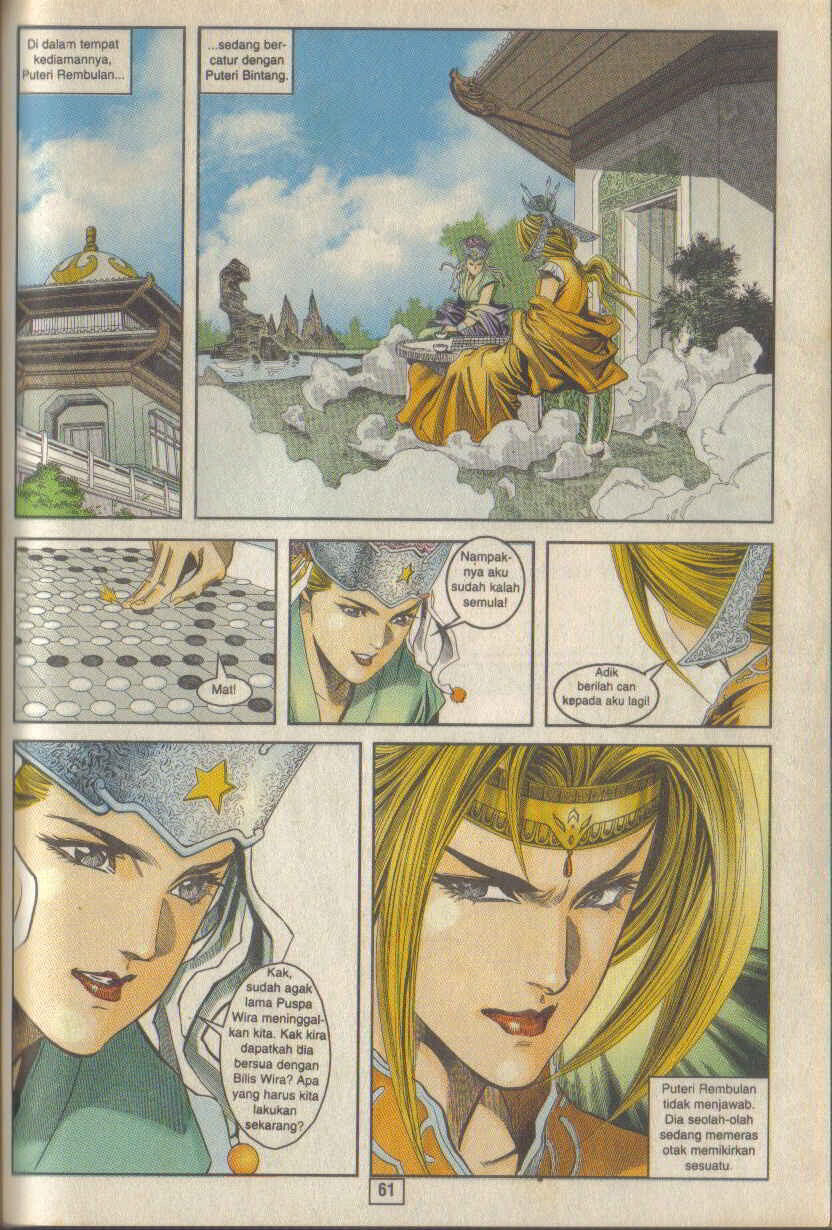 Di dalam tempat
kediamannya,
Puteri Rembulan...
...sedang ber-
catur dengan
Puteri Bintang.
Mat!
Nampak-
nya aku
sudah kalah
semula!
Adik
berilah can
kepada aku lagi!
Kak,
sudah agak
lama Puspa
Wira meninggal-
kan kita. Kak kira
dapatkah dia
bersua dengan
Bilis Wira? Apa
yang harus kita
lakukan
sekarang?
Puteri Rembulan
tidak menjawab.
Dia seolah-olah
sedang memeras
otak memikirkan
sesuatu.
61